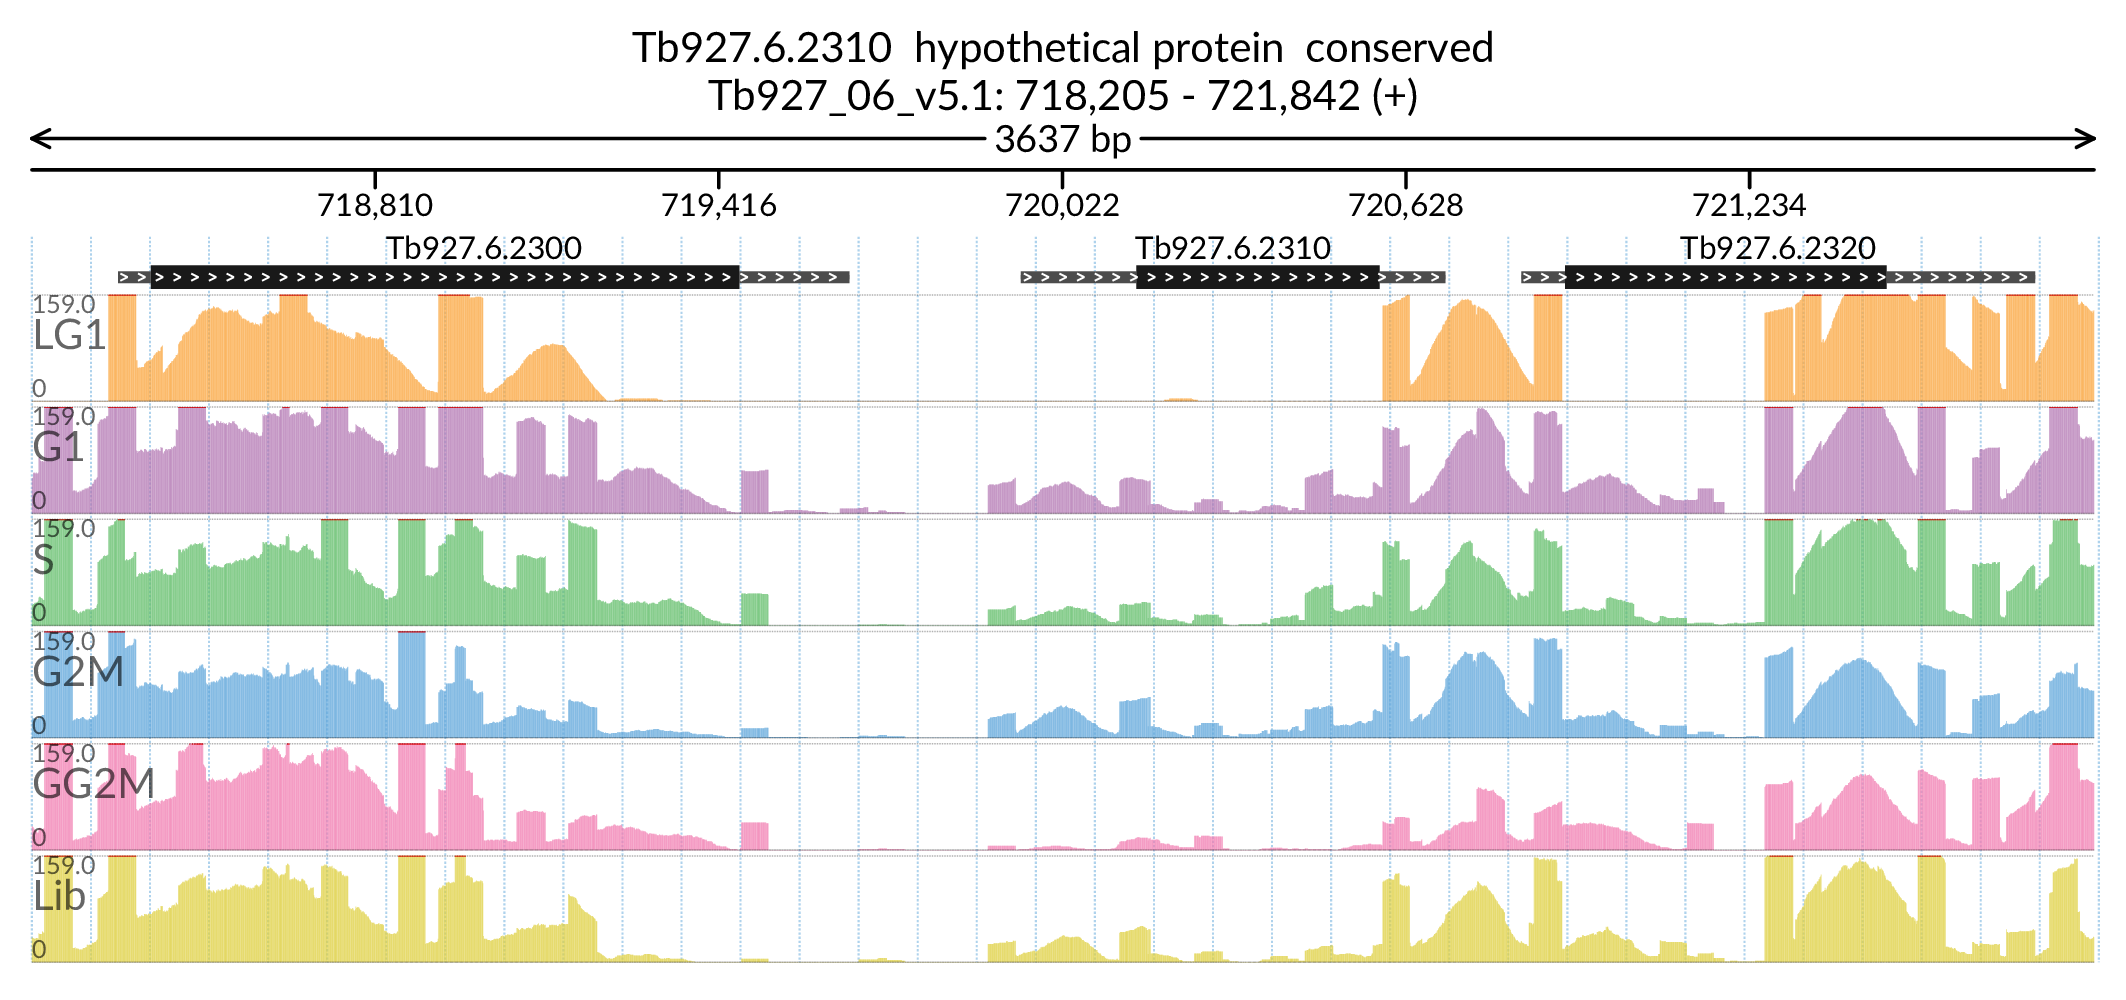 Tb927.6.2310  hypothetical protein  conserved
Tb927_06_v5.1: 718,205 - 721,842 (+)
3637 bp
718,810 719,416 720,022 720,628 721,234
Tb927.6.2300 Tb927.6.2310 Tb927.6.2320
159.0
LG1
0
159.0
G1
0
159.0
S
0
159.0
G2M
0
159.0
GG2M
0
159.0
Lib
0